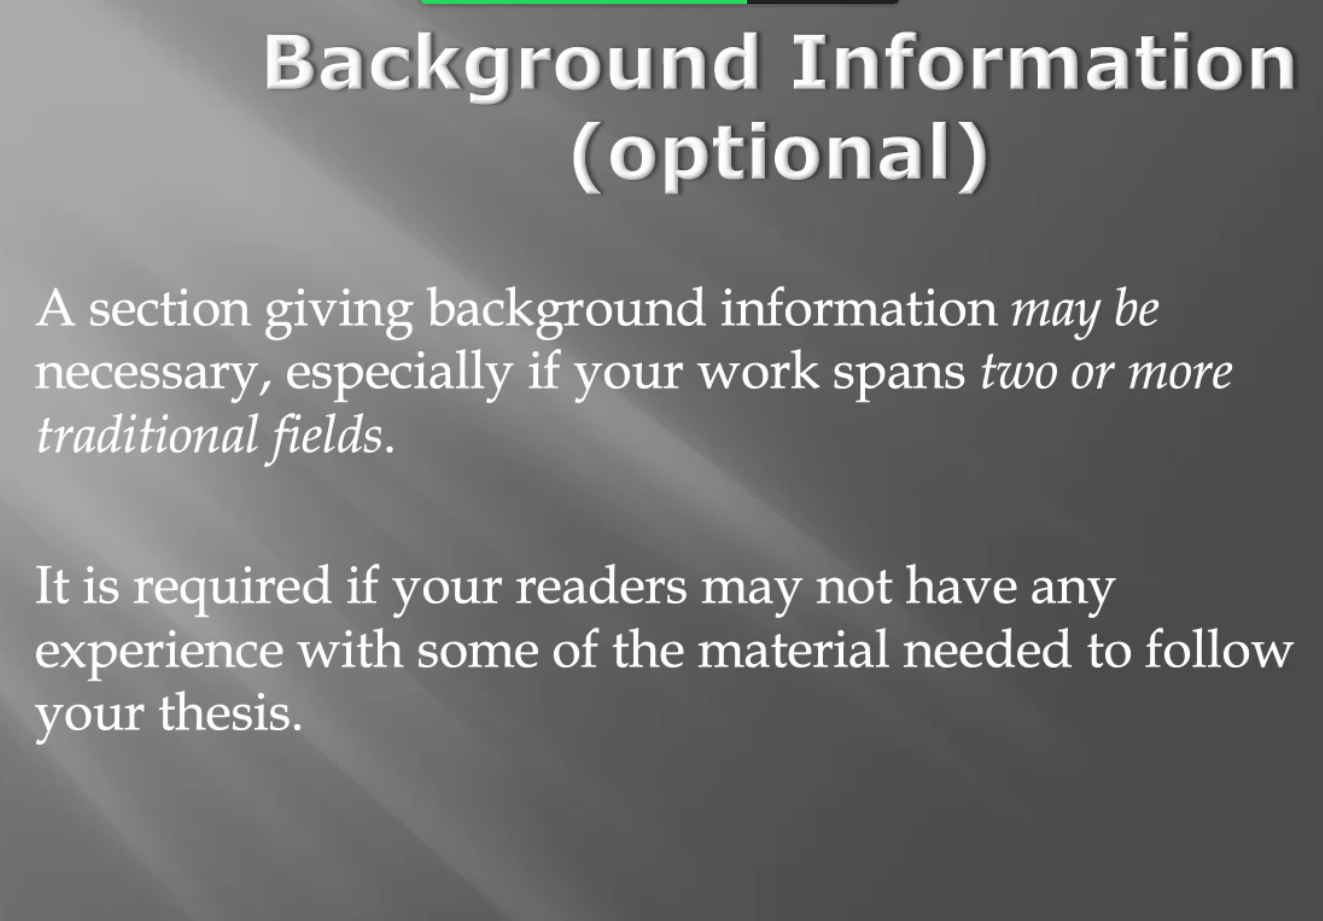 Background Information
(optional)
A section giving background information may be
necessary, especially if your work spans two or more
traditional fields.
It is required if your readers may not have any
experience with some of the material needed to follow
your thesis.